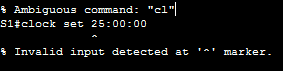 % Ambiguous command: "cl"
S1#clock set 25:00:00
^
% Invalid input detected at '^' marker.